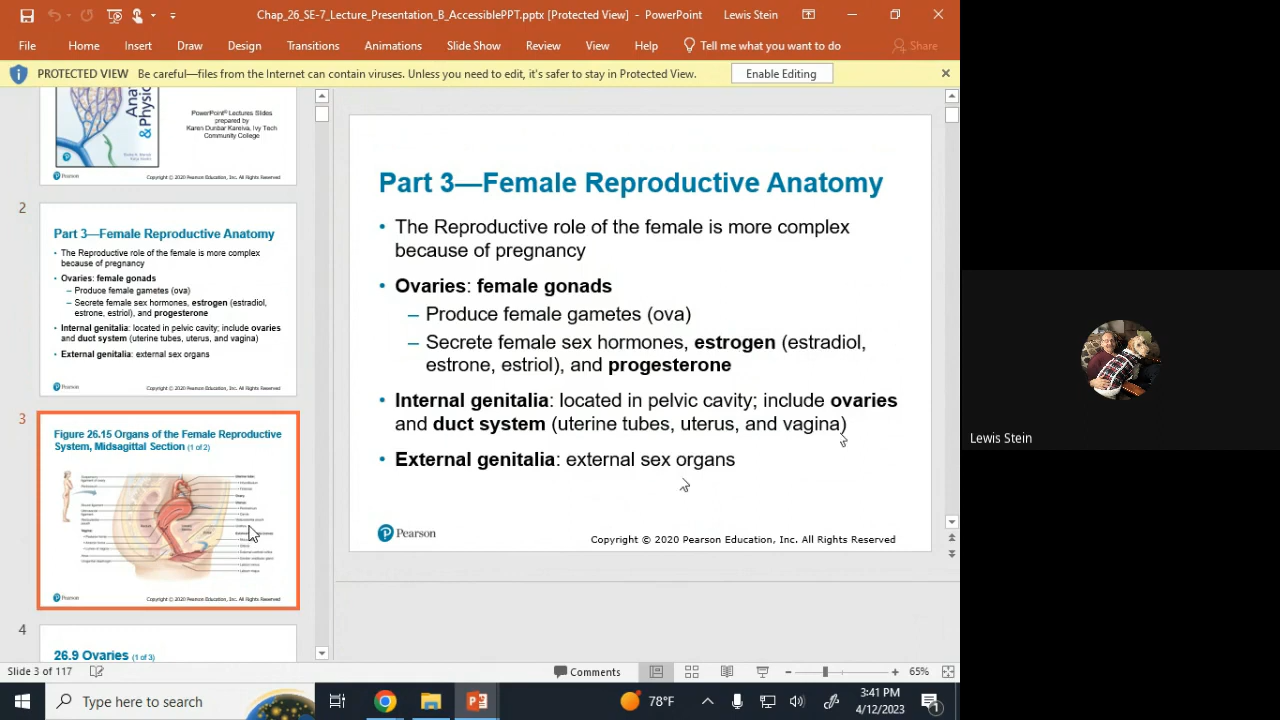 Chap_26_SE-7_Lecture_Presentation_B_AccessiblePPT.pptx [Protected View] - PowerPoint
Lewis Stein
File Home Insert Draw Design Transitions Animations Slide Show Review View Help Tell me what you want to do Share
PROTECTED VIEW Be careful—files from the Internet can contain viruses. Unless you need to edit, it's safer to stay in Protected View. Enable Editing
& Physio
PowerPoint® Lectures Slides
prepared by
Karen Dunbar Kareiva, Ivy Tech
Community College
Pearson
Copyright © 2020 Pearson Education, Inc. All Rights Reserved
2
Part 3—Female Reproductive Anatomy
• The Reproductive role of the female is more complex
because of pregnancy
• Ovaries: female gonads
– Produce female gametes (ova)
– Secrete female sex hormones, estrogen (estradiol,
estrone, estriol), and progesterone
• Internal genitalia: located in pelvic cavity; include ovaries
and duct system (uterine tubes, uterus, and vagina)
• External genitalia: external sex organs
Pearson
Copyright © 2020 Pearson Education, Inc. All Rights Reserved
3
Figure 26.15 Organs of the Female Reproductive
System, Midsagittal Section (1 of 2)
Pearson
Copyright © 2020 Pearson Education, Inc. All Rights Reserved
4
26.9 Ovaries (1 of 3)
Part 3—Female Reproductive Anatomy
• The Reproductive role of the female is more complex
because of pregnancy
• Ovaries: female gonads
– Produce female gametes (ova)
– Secrete female sex hormones, estrogen (estradiol,
estrone, estriol), and progesterone
• Internal genitalia: located in pelvic cavity; include ovaries
and duct system (uterine tubes, uterus, and vagina)
• External genitalia: external sex organs
Pearson
Copyright © 2020 Pearson Education, Inc. All Rights Reserved
Lewis Stein
Slide 3 of 117
Comments
65%
Type here to search
78°F
3:41 PM
4/12/2023
1